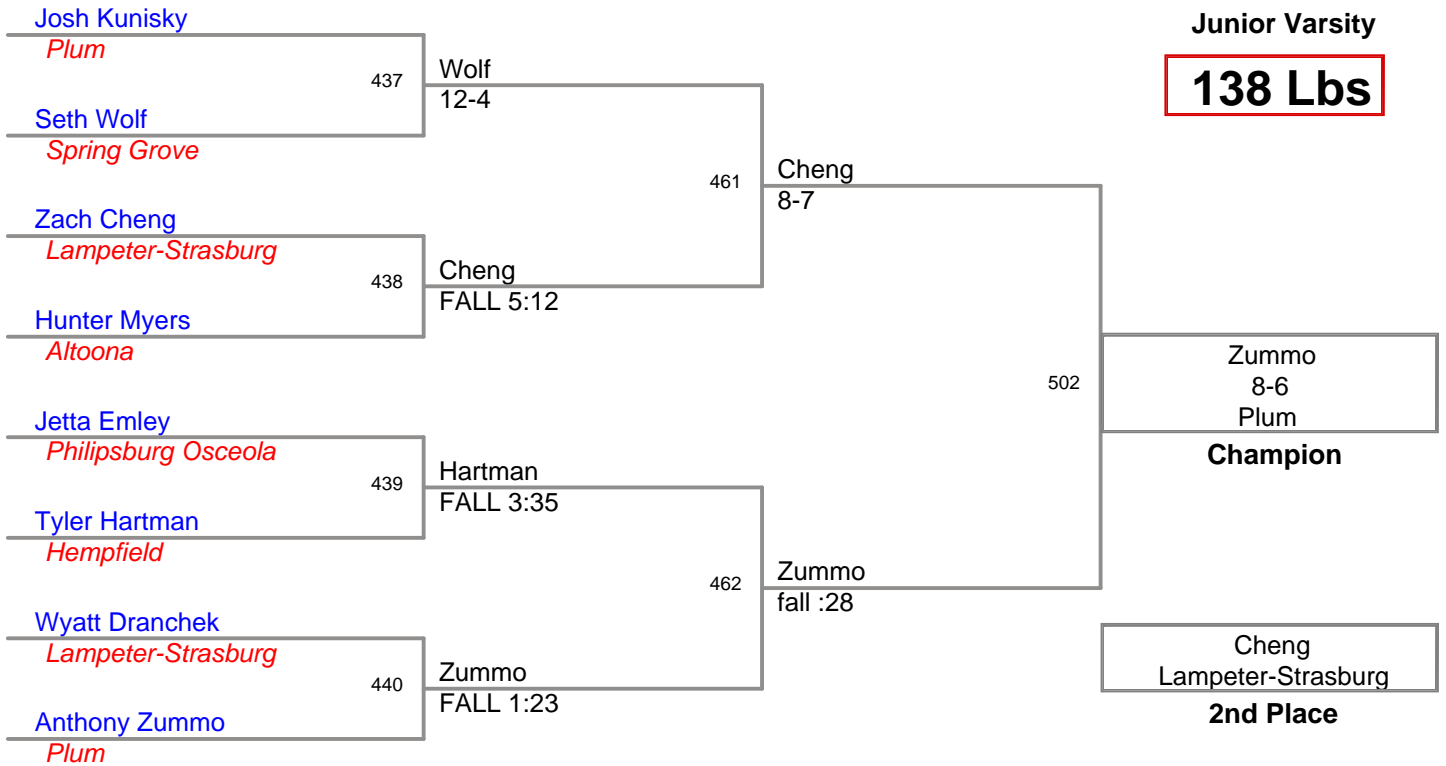 Josh Kunisky
Plum
437
Seth Wolf
Spring Grove
Wolf
12-4
Zach Cheng
Lampeter-Strasburg
438
Hunter Myers
Altoona
Cheng
FALL 5:12
461
Cheng
8-7
Jetta Emley
Philipsburg Osceola
439
Tyler Hartman
Hempfield
Hartman
FALL 3:35
Wyatt Dranchek
Lampeter-Strasburg
440
Anthony Zummo
Plum
Zummo
FALL 1:23
462
Zummo
fall :28
502
Junior Varsity
138 Lbs
Zummo
8-6
Plum
Champion
Cheng
Lampeter-Strasburg
2nd Place